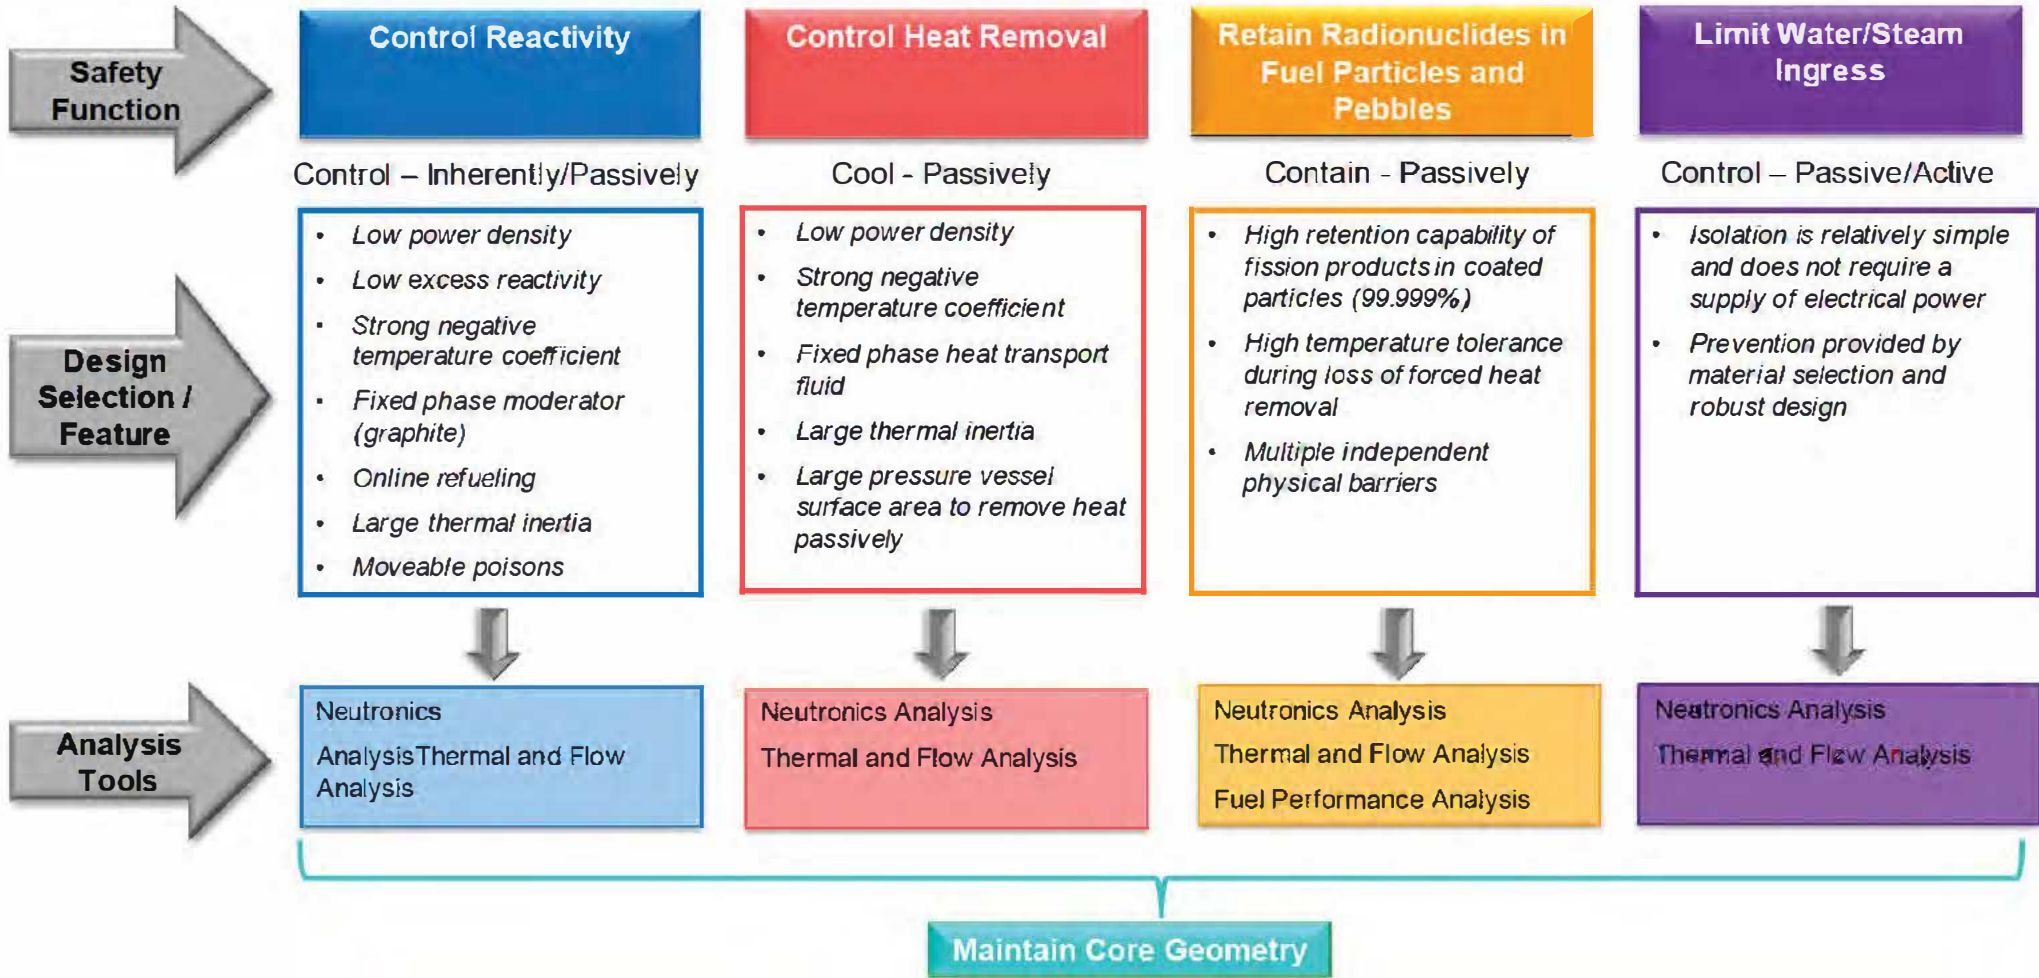 Safety
Function
Control Reactivity
Control Heat Removal
Retain Radionuclides in
Fuel Particles and
Pebbles
Limit Water/Steam
Ingress
Control – Inherently/Passively
Cool - Passively
Contain - Passively
Control – Passive/Active
Design
Selection /
Feature
• Low power density
• Low excess reactivity
• Strong negative
temperature coefficient
• Fixed phase moderator
(graphite)
• Online refueling
• Large thermal inertia
• Moveable poisons
• Low power density
• Strong negative
temperature coefficient
• Fixed phase heat transport
fluid
• Large thermal inertia
• Large pressure vessel
surface area to remove heat
passively
• High retention capability of
fission products in coated
particles (99.999%)
• High temperature tolerance
during loss of forced heat
removal
• Multiple independent
physical barriers
• Isolation is relatively simple
and does not require a
supply of electrical power
• Prevention provided by
material selection and
robust design
Analysis
Tools
Neutronics
AnalysisThermal and Flow
Analysis
Neutronics Analysis
Thermal and Flow Analysis
Neutronics Analysis
Thermal and Flow Analysis
Fuel Performance Analysis
Neutronics Analysis
Thermal and Flow Analysis
Maintain Core Geometry